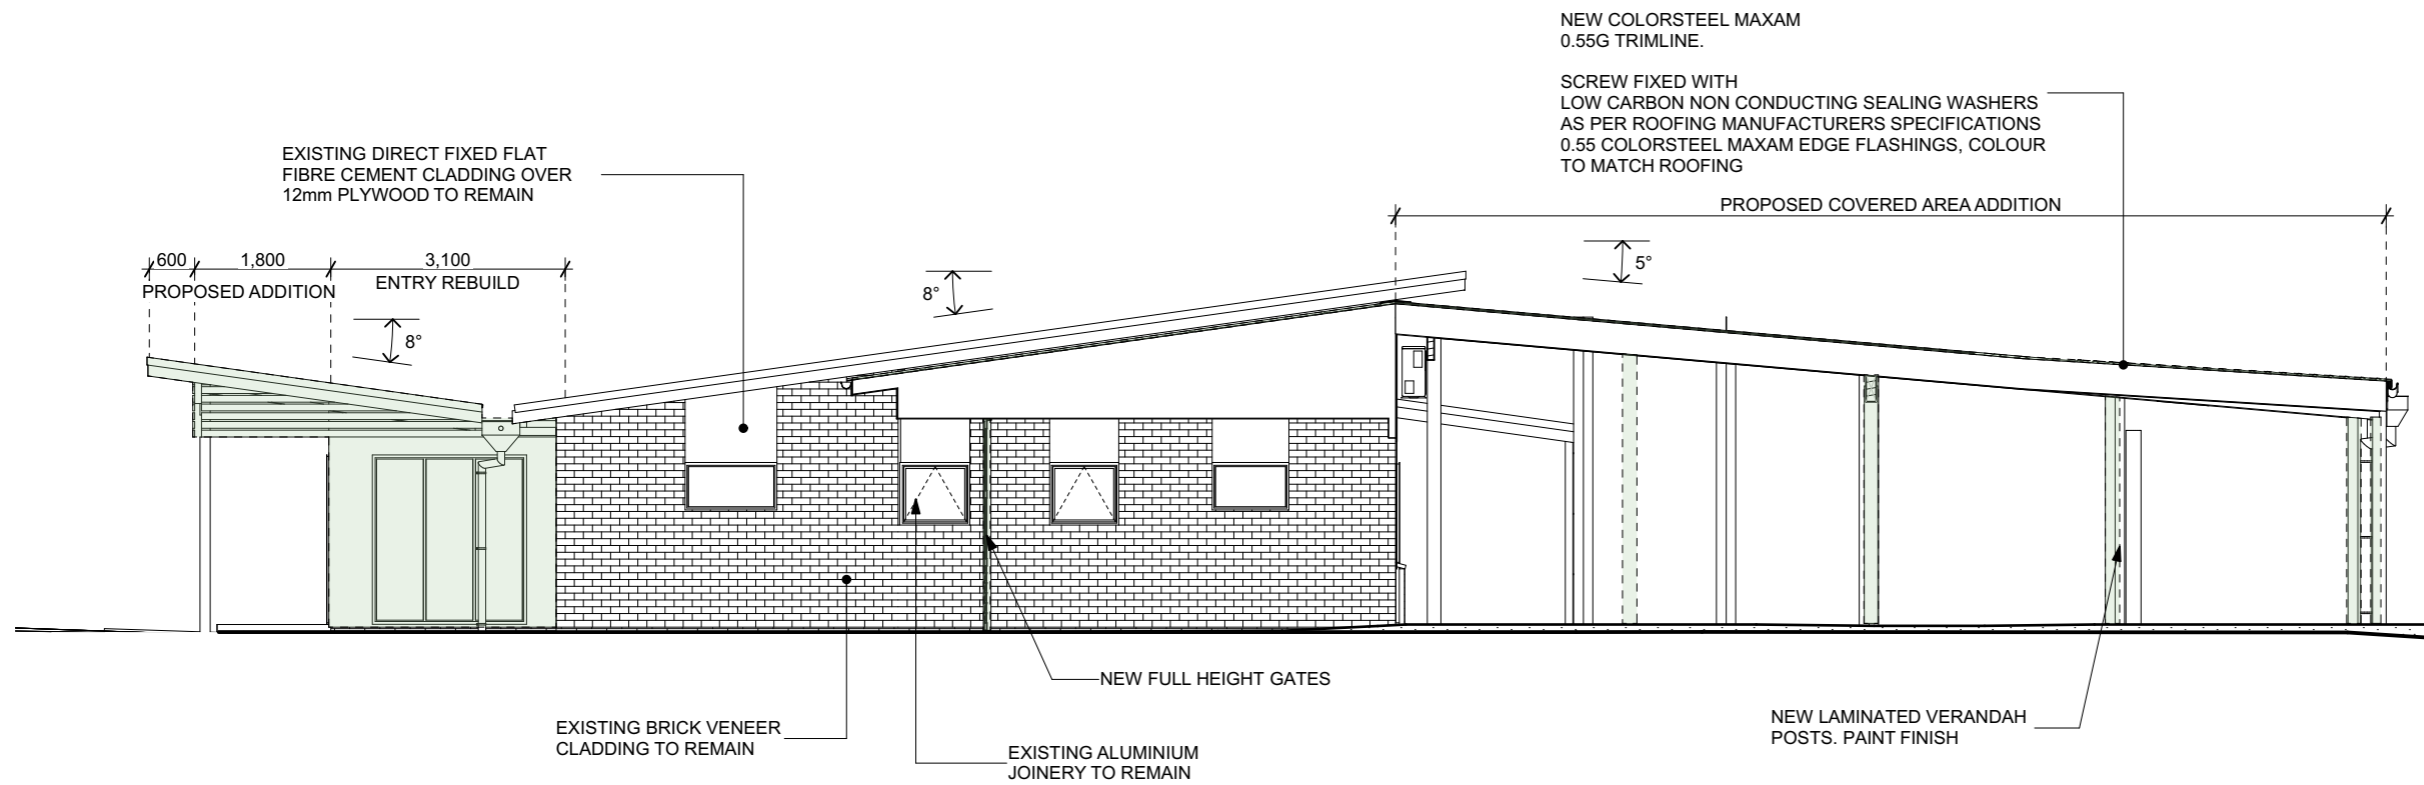 NEW COLORSTEEL MAXAM
0.55G TRIMLINE.
SCREW FIXED WITH
LOW CARBON NON CONDUCTING SEALING WASHERS
AS PER ROOFING MANUFACTURERS SPECIFICATIONS
0.55 COLORSTEEL MAXAM EDGE FLASHINGS, COLOUR
TO MATCH ROOFING
EXISTING DIRECT FIXED FLAT
FIBRE CEMENT CLADDING OVER
12mm PLYWOOD TO REMAIN
PROPOSED COVERED AREA ADDITION
600
1,800
3,100
PROPOSED ADDITION
ENTRY REBUILD
8°
8°
5°
NEW FULL HEIGHT GATES
EXISTING BRICK VENEER
CLADDING TO REMAIN
EXISTING ALUMINIUM
JOINERY TO REMAIN
NEW LAMINATED VERANDAH
POSTS. PAINT FINISH